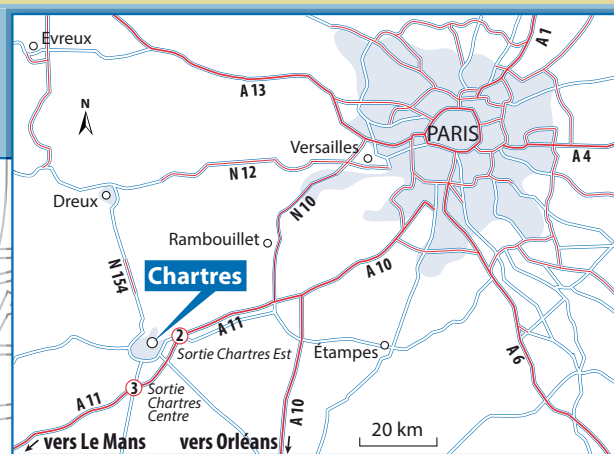 Evreux
A 1
A 13
N
PARIS
Versailles
A 4
N 12
Dreux
N 10
Rambouillet
N 154
Chartres
A 10
A 11
2
Sortie Chartres Est
Étampes
A 6
3
Sortie
Chartres
Centre
A 11
A 10
20 km
vers Le Mans
vers Orléans